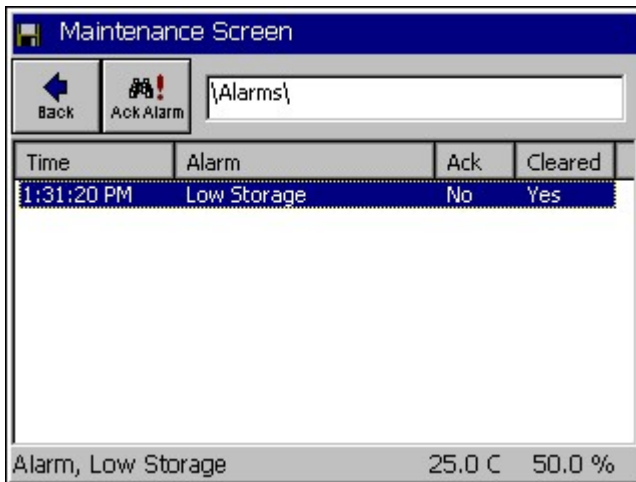 Maintenance Screen
Back
Ack Alarm
\Alarms\
Time Alarm Ack Cleared
1:31:20 PM Low Storage No Yes
Alarm, Low Storage 25.0 C 50.0 %